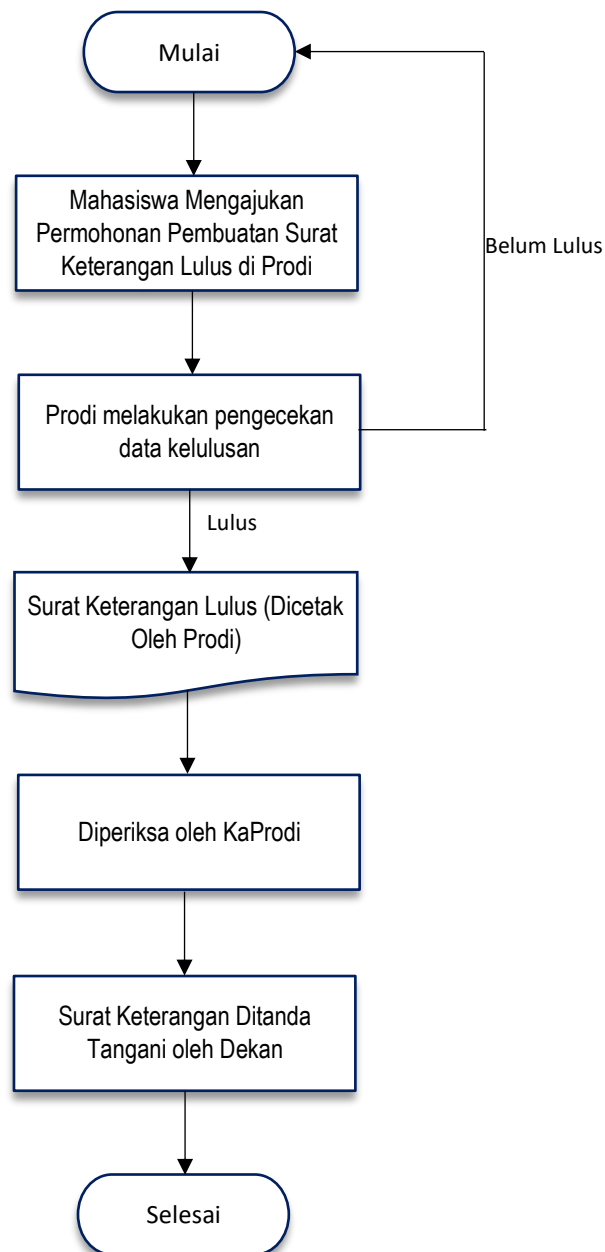 Mulai
Mahasiswa Mengajukan
Permohonan Pembuatan Surat
Keterangan Lulus di Prodi
Belum Lulus
Prodi melakukan pengecekan
data kelulusan
Lulus
Surat Keterangan Lulus (Dicetak
Oleh Prodi)
Diperiksa oleh KaProdi
Surat Keterangan Ditanda
Tangani oleh Dekan
Selesai